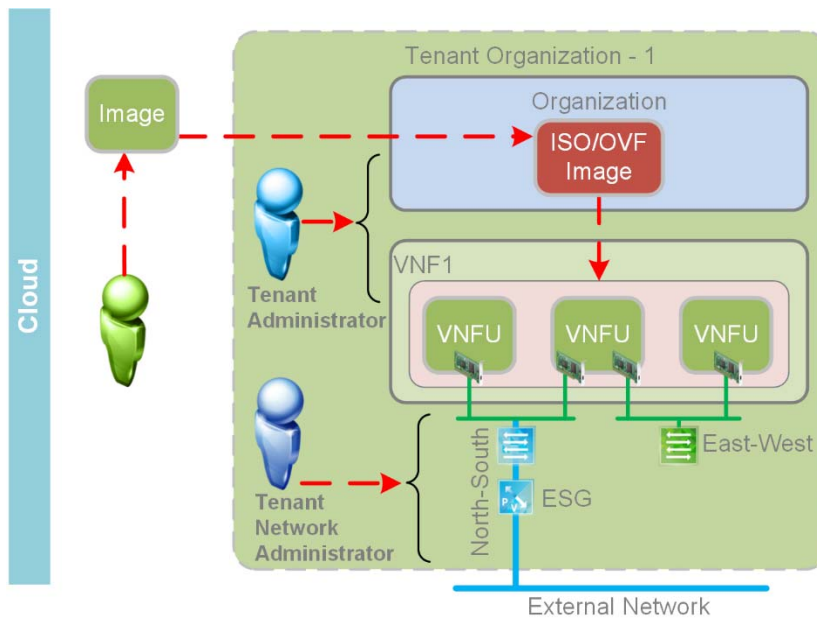 Cloud
Image
Tenant Organization - 1
Organization
ISO/OVF
Image
Tenant
Administrator
VNF1
VNFU
VNFU
VNFU
Tenant
Network
Administrator
North-South
East-West
P
V
ESG
External Network